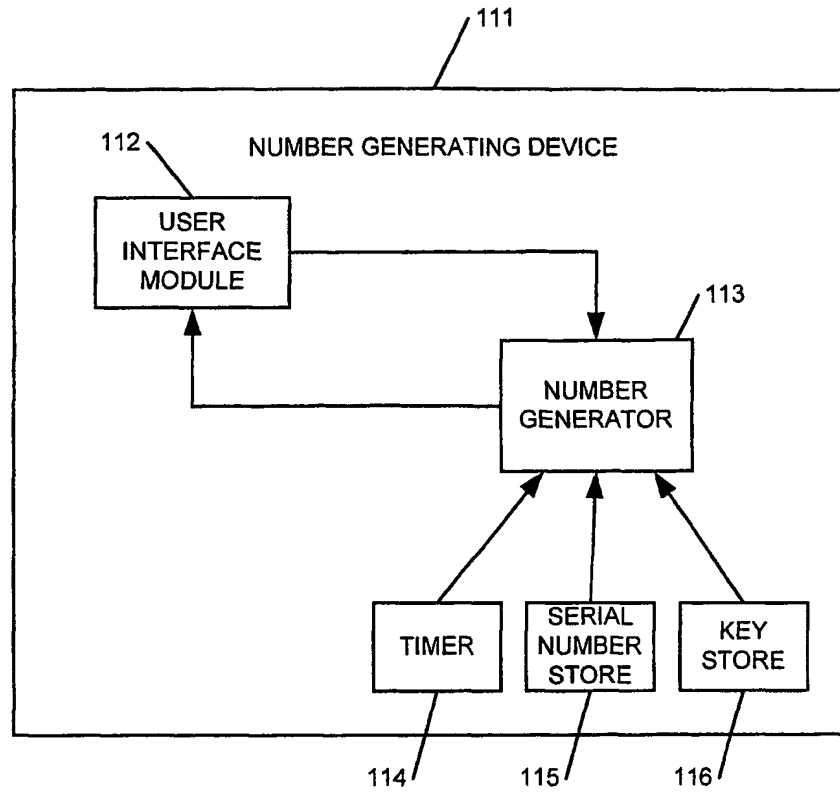 111
NUMBER GENERATING DEVICE
112
USER
INTERFACE
MODULE
113
NUMBER
GENERATOR
TIMER
SERIAL
NUMBER
STORE
KEY
STORE
114
115
116